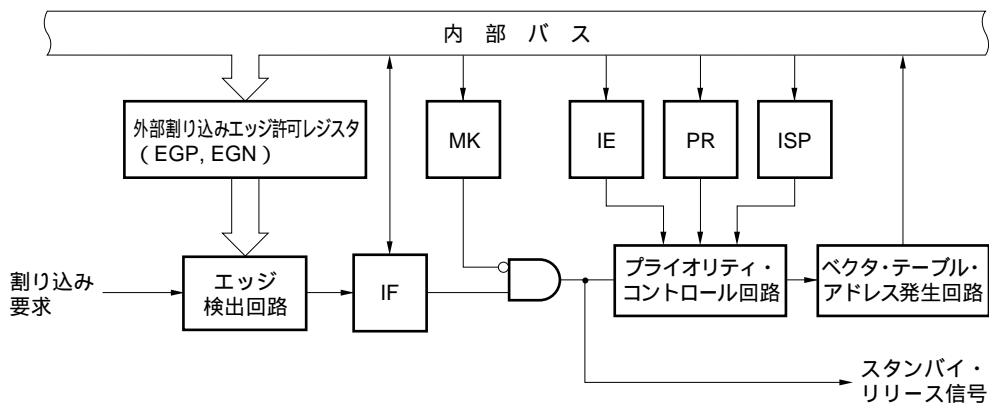 内 部 バ ス
外部割り込みエッジ許可レジスタ
（EGP, EGN）
MK
IE
PR
ISP
割り込み
要求
エッジ
検出回路
IF
プライオリティ・
コントロール回路
ベクタ・テーブル・
アドレス発生回路
スタンバイ・
リリース信号